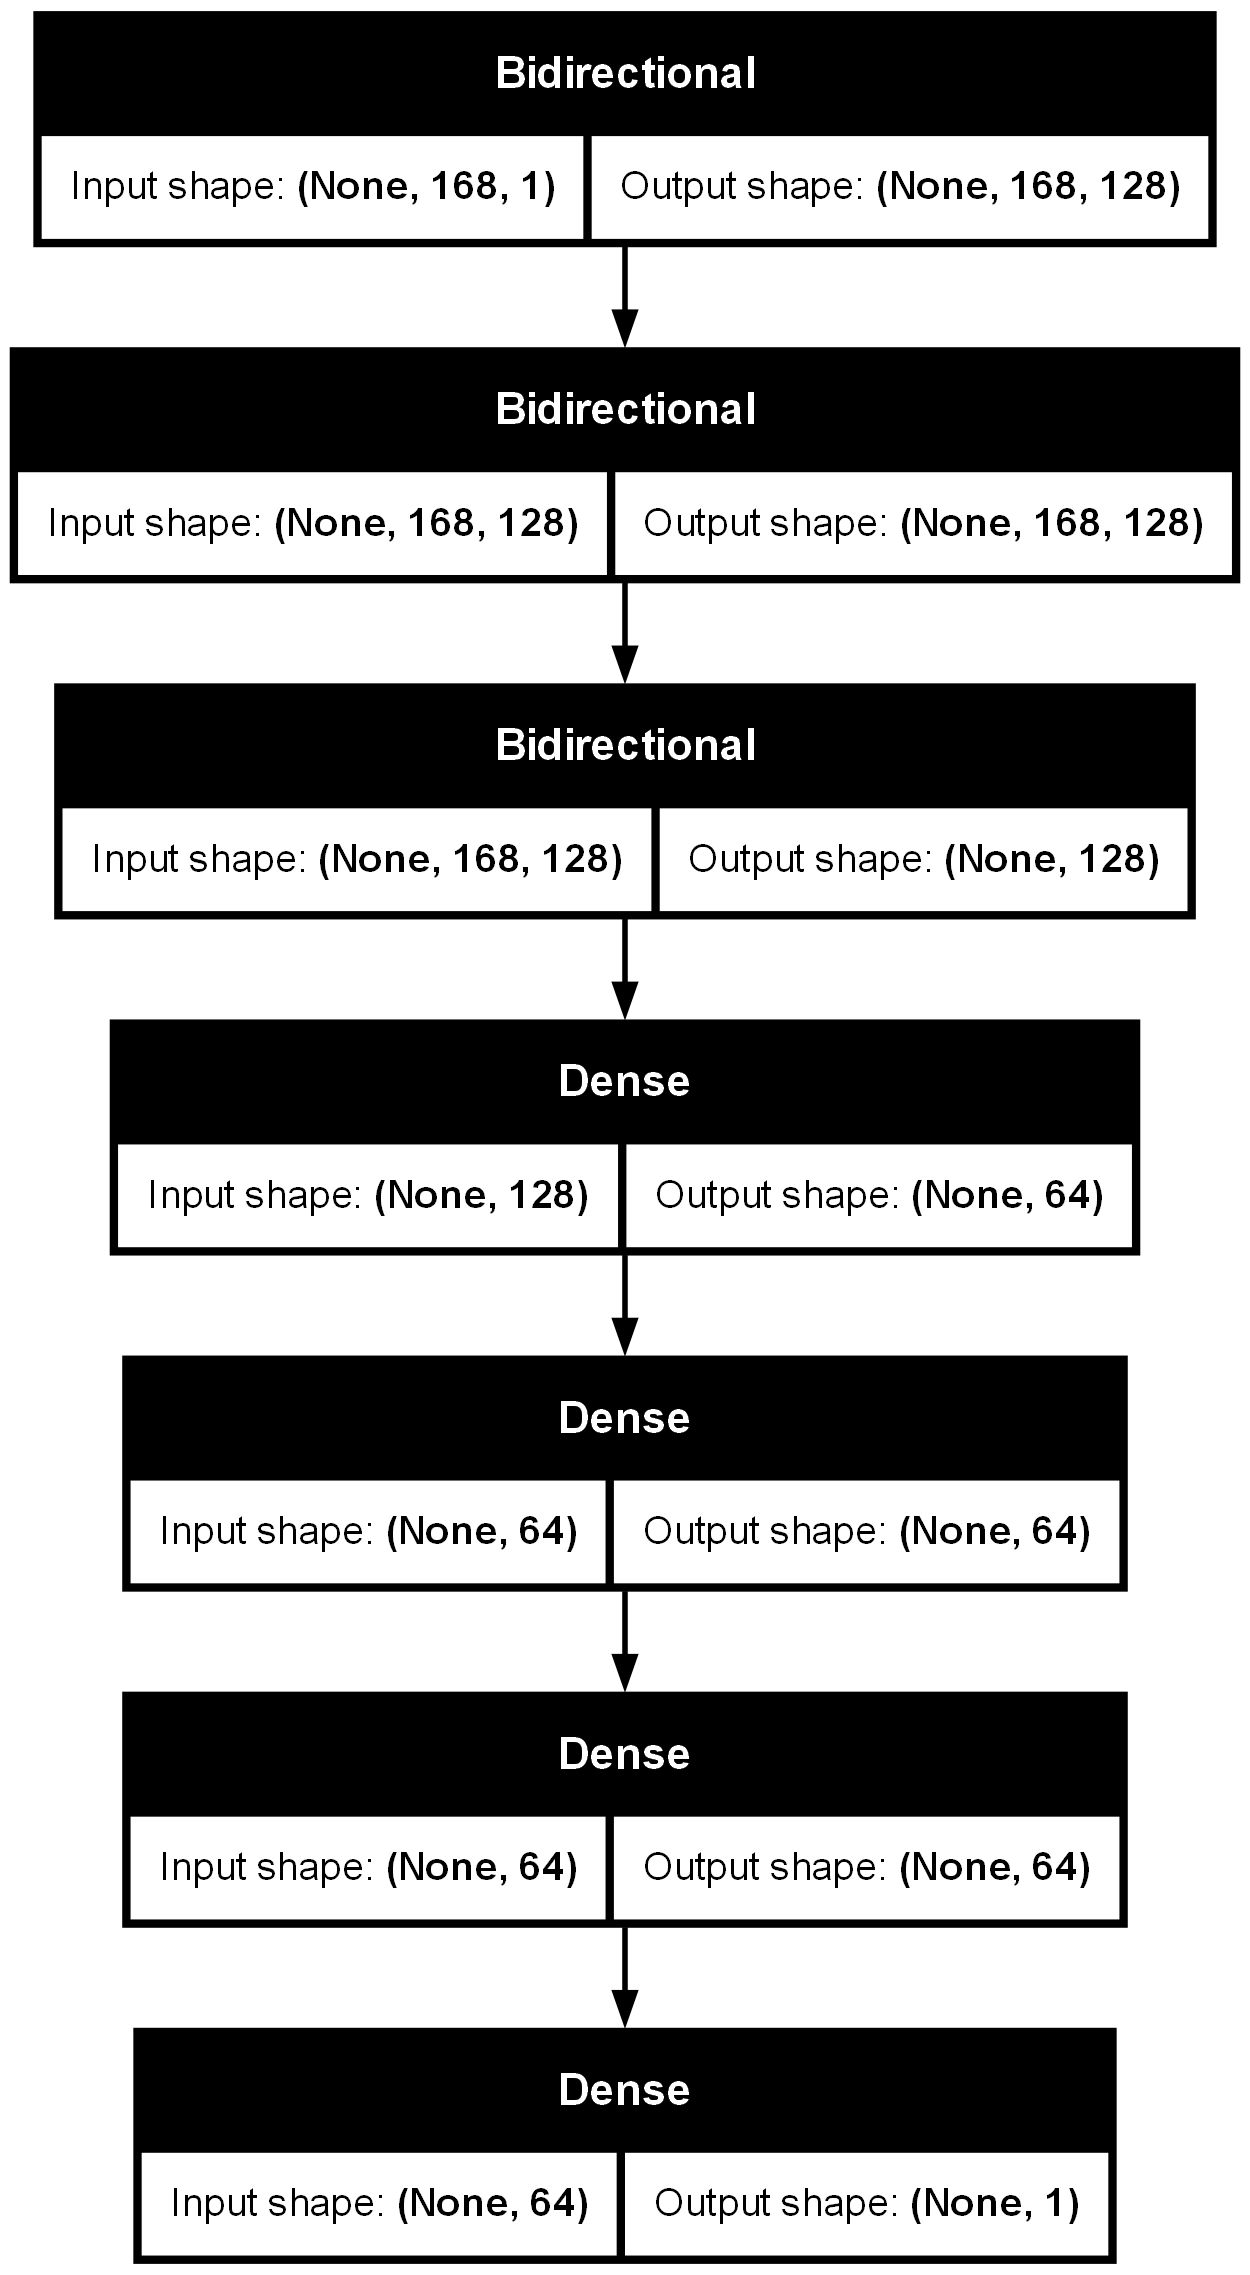 Bidirectional
Input shape: (None, 168, 1) Output shape: (None, 168, 128)
Bidirectional
Input shape: (None, 168, 128) Output shape: (None, 168, 128)
Bidirectional
Input shape: (None, 168, 128) Output shape: (None, 128)
Dense
Input shape: (None, 128) Output shape: (None, 64)
Dense
Input shape: (None, 64) Output shape: (None, 64)
Dense
Input shape: (None, 64) Output shape: (None, 64)
Dense
Input shape: (None, 64) Output shape: (None, 1)